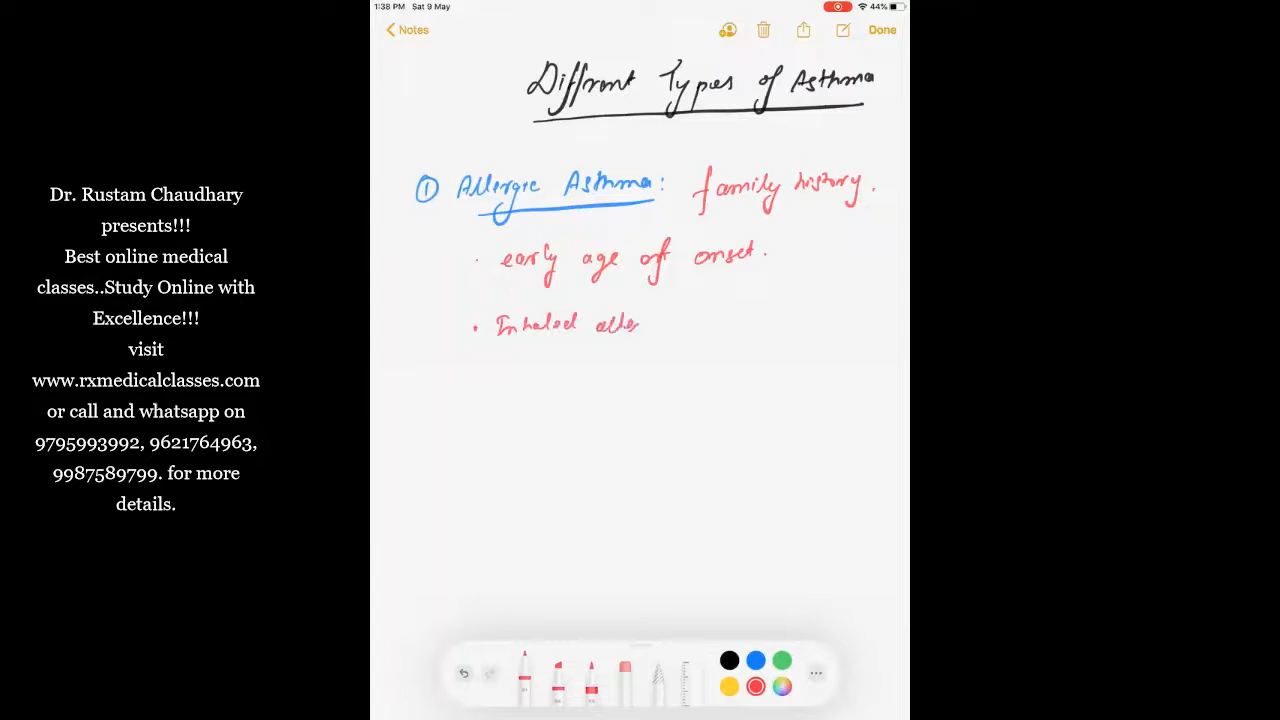 1:38 PM Sat 9 May
44%
Notes
Done
Diffrent Types of Asthma
Dr. Rustam Chaudhary
presents!!!
Best online medical
classes..Study Online with
Excellence!!!
visit
www.rxmedicalclasses.com
or call and whatsapp on
9795993992, 9621764963,
9987589799. for more
details.
① Allergic Asthma: family history.
· early age of onset.
· Inhaled aller